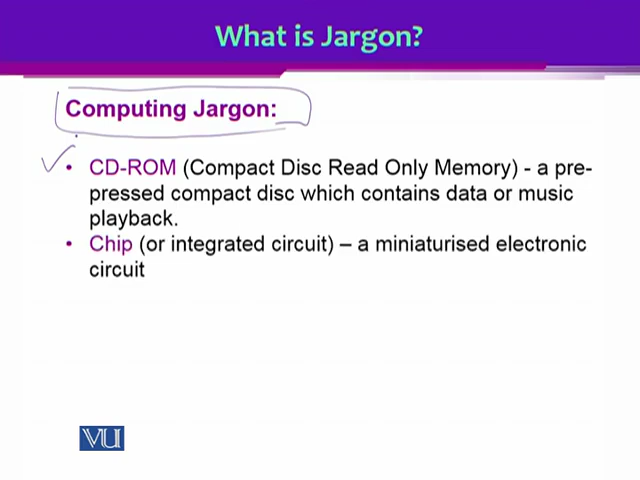 What is Jargon?
Computing Jargon:
• CD-ROM (Compact Disc Read Only Memory) - a pre-
pressed compact disc which contains data or music
playback.
• Chip (or integrated circuit) – a miniaturised electronic
circuit
VU